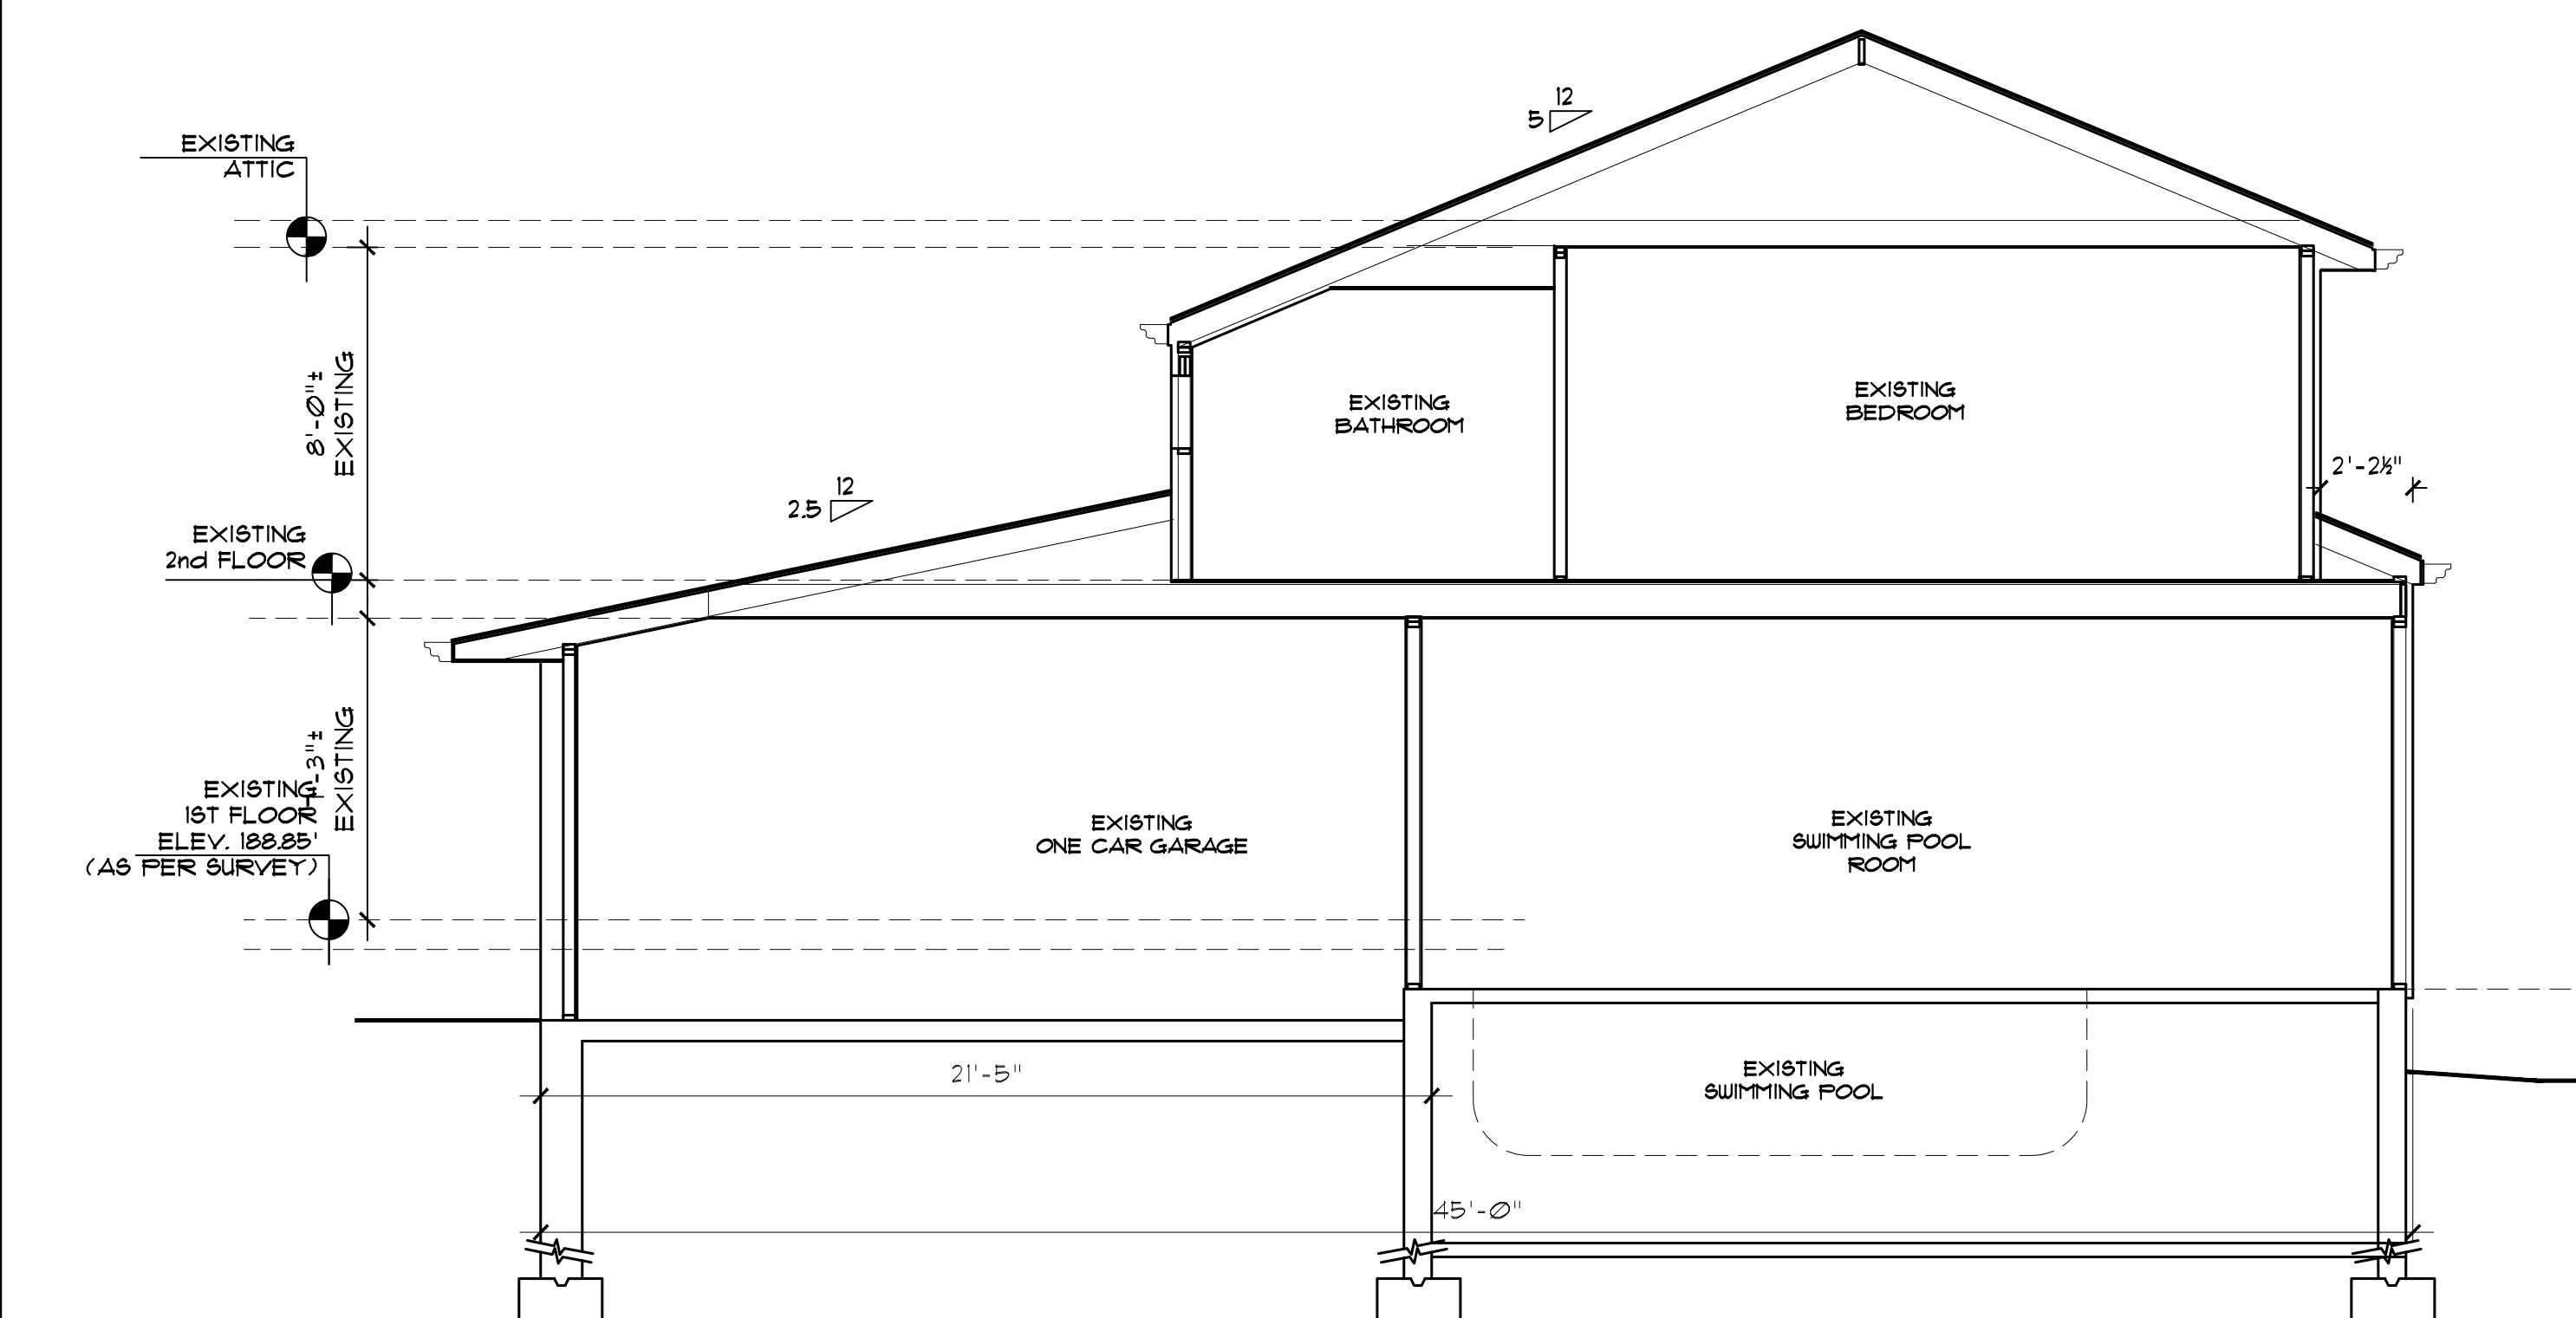 12
5
EXISTING
ATTIC
8'-0"±
EXISTING
EXISTING
BATHROOM
EXISTING
BEDROOM
2'-2½"
12
2.5
EXISTING
2nd FLOOR
EXISTING
EXISTING
1ST FLOOR
ELEV. 188.85'
(AS PER SURVEY)
EXISTING
ONE CAR GARAGE
EXISTING
SWIMMING POOL
ROOM
21'-5"
EXISTING
SWIMMING POOL
45'-0"